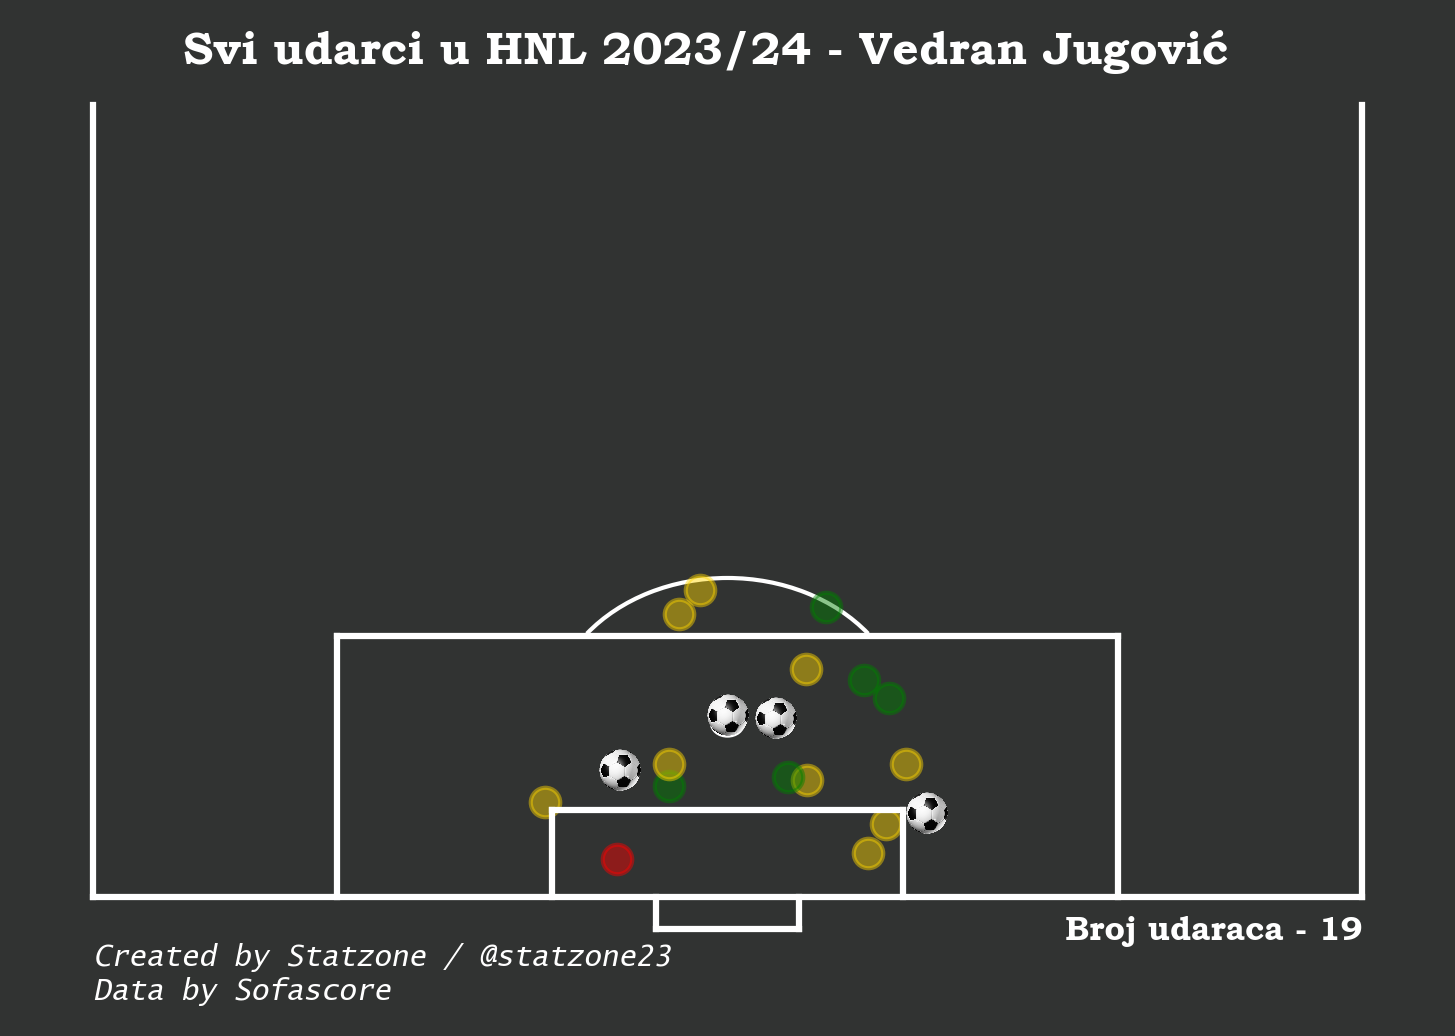 Svi udarci u HNL 2023/24 - Vedran Jugović
Broj udaraca - 19
Created by Statzone / @statzone23
Data by Sofascore